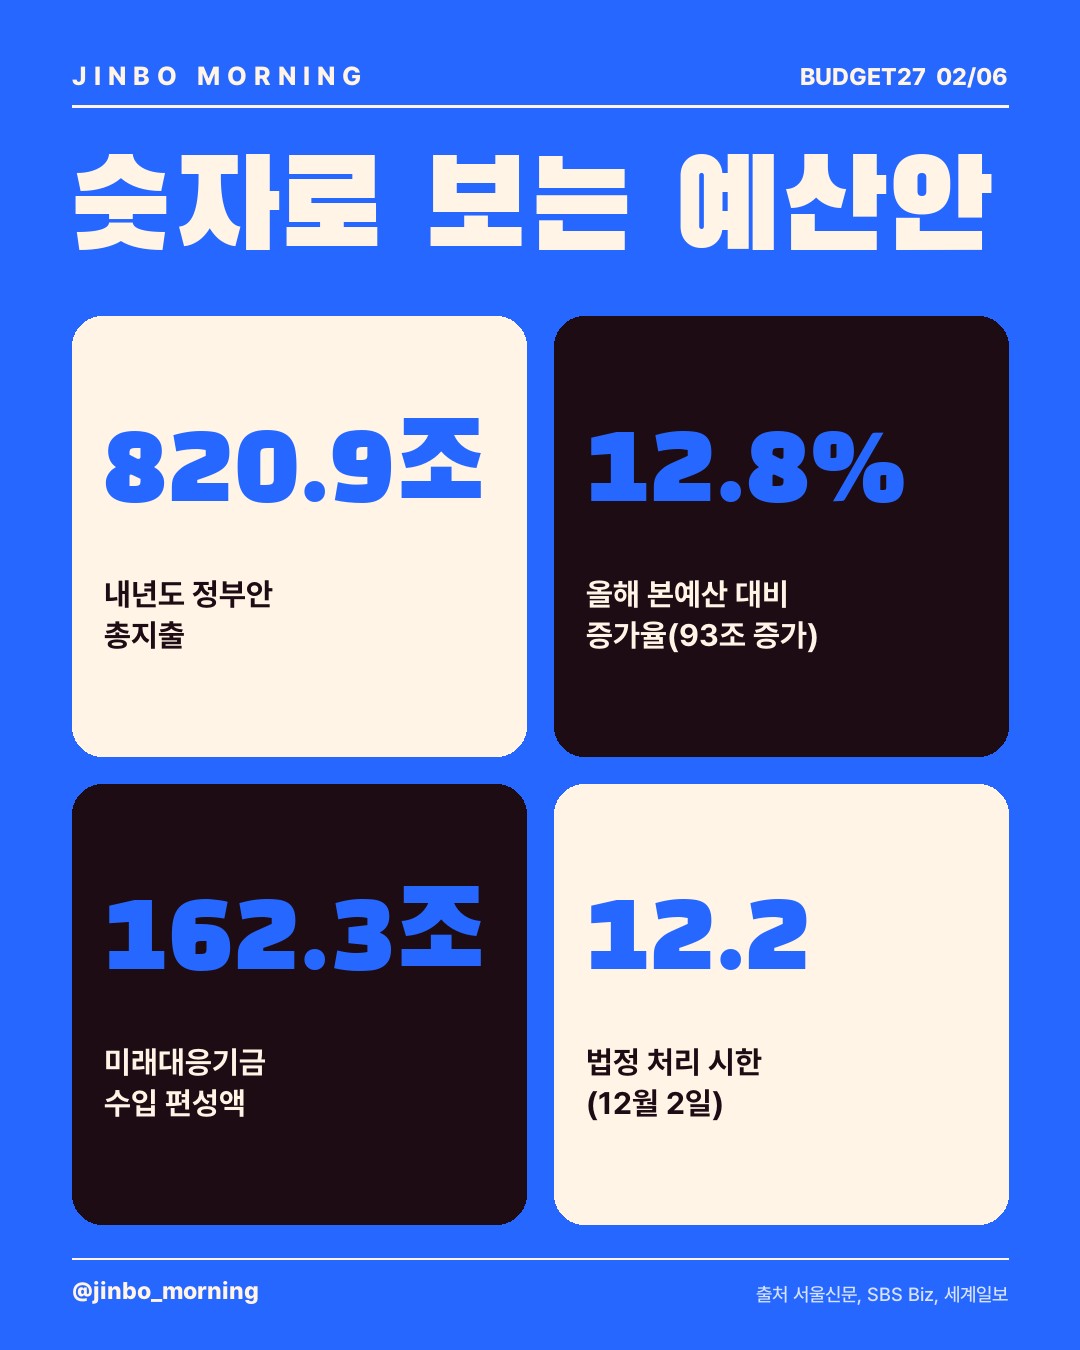 JINBO MORNING
BUDGET27 02/06
숫자로 보는 예산안
820.9조
내년도 정부안
총지출
12.8%
올해 본예산 대비
증가율(93조 증가)
162.3조
미래대응기금
수입 편성액
12.2
법정 처리 시한
(12월 2일)
@jinbo_morning
출처 서울신문, SBS Biz, 세계일보